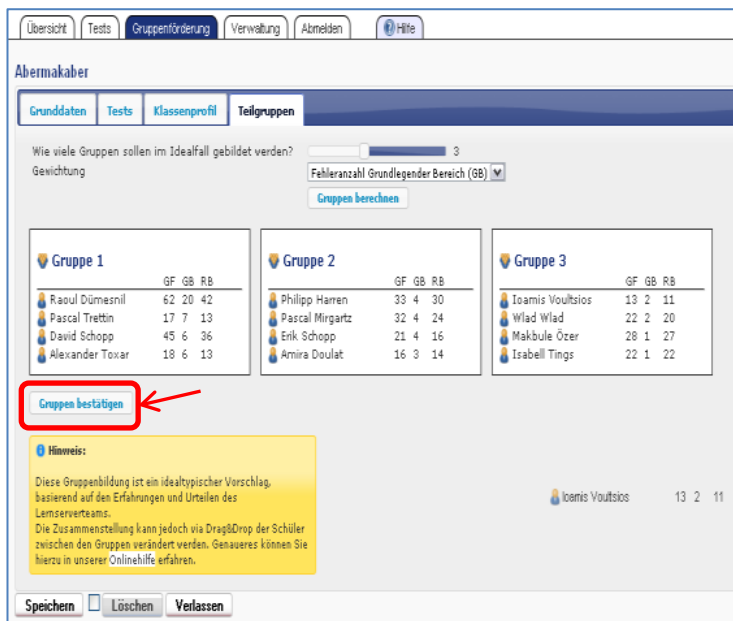 Übersicht Tests Gruppenförderung Verwaltung Abmelden Hilfe
Abermakaber
Grunddaten Tests Klassenprofil Teilgruppen
Wie viele Gruppen sollen im Idealfall gebildet werden? 3
Gewichtung Fehleranzahl Grundlegender Bereich (GB)
Gruppen berechnen
Gruppe 1
GF GB RB
Raoul Dümesnil 62 20 42
Pascal Trettin 17 7 13
David Schopp 45 6 36
Alexander Toxar 18 6 13
Gruppe 2
GF GB RB
Philipp Harren 33 4 30
Pascal Mirgartz 32 4 24
Erik Schopp 21 4 16
Amira Doulat 16 3 14
Gruppe 3
GF GB RB
Ioamis Voultsios 13 2 11
Wlad Wlad 22 2 20
Makbule Özer 28 1 27
Isabell Tings 22 1 22
Gruppen bestätigen
Hinweis:
Diese Gruppenbildung ist ein idealtypischer Vorschlag,
basierend auf den Erfahrungen und Urteilen des
Lernserverteams.
Die Zusammenstellung kann jedoch via Drag&Drop der Schüler
zwischen den Gruppen verändert werden. Genaueres können Sie
hierzu in unserer Onlinehilfe erfahren.
Ioamis Voultsios 13 2 11
Speichern Löschen Verlassen